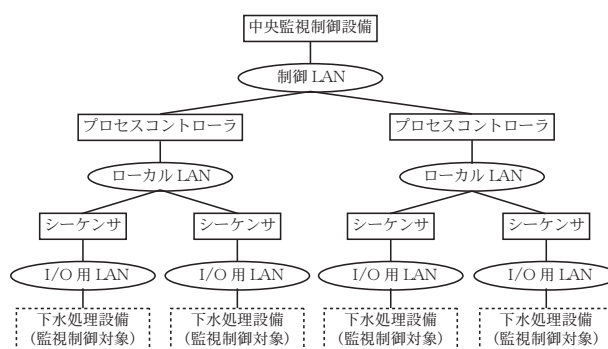 中央監視制御設備
制御 LAN
プロセスコントローラ
プロセスコントローラ
ローカル LAN
ローカル LAN
シーケンサ
シーケンサ
シーケンサ
シーケンサ
I/O 用 LAN
I/O 用 LAN
I/O 用 LAN
I/O 用 LAN
下水処理設備
(監視制御対象)
下水処理設備
(監視制御対象)
下水処理設備
(監視制御対象)
下水処理設備
(監視制御対象)